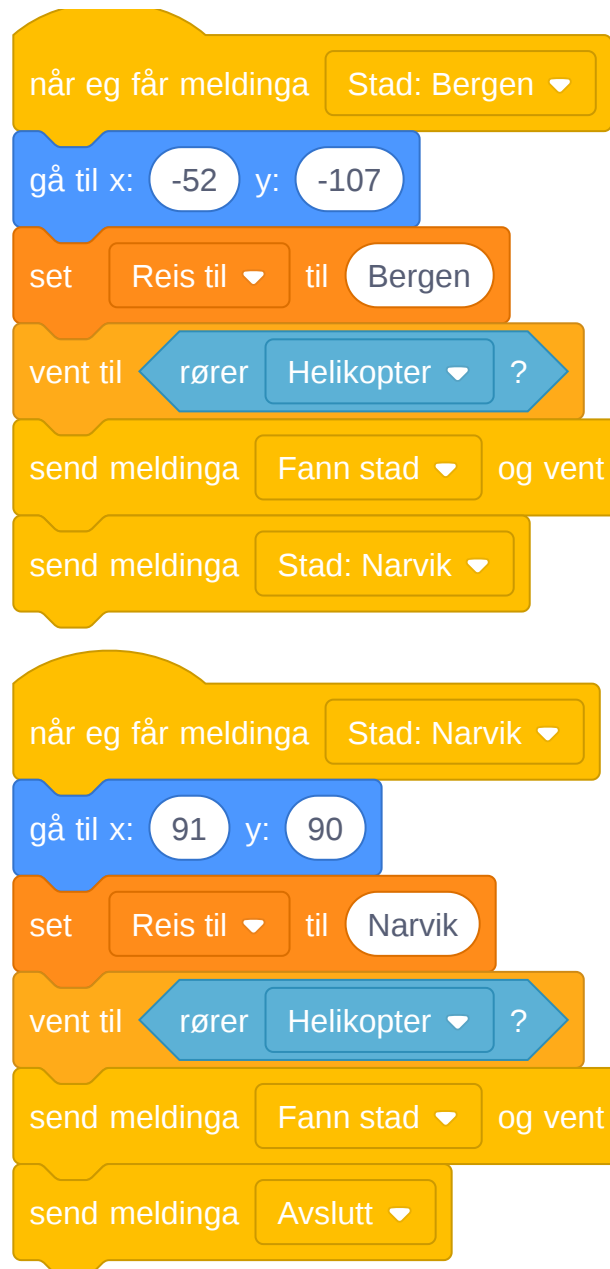 når eg får meldinga Stad: Bergen
gå til x: -52 y: -107
set Reis til til Bergen
vent til rører Helikopter ?
send meldinga Fann stad og vent
send meldinga Stad: Narvik
når eg får meldinga Stad: Narvik
gå til x: 91 y: 90
set Reis til til Narvik
vent til rører Helikopter ?
send meldinga Fann stad og vent
send meldinga Avslutt